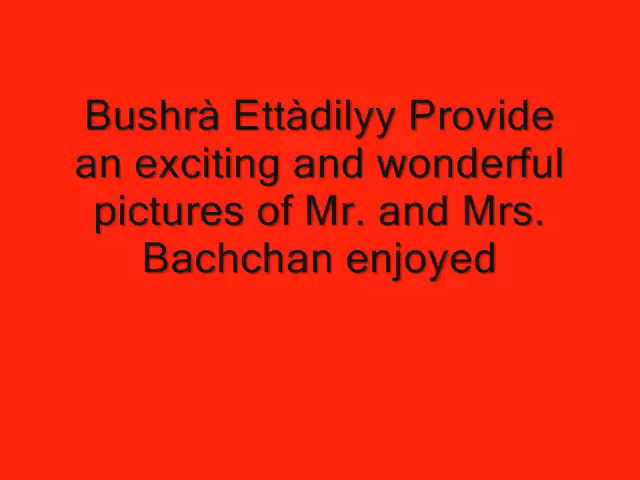 Bushrà Ettàdilyy Provide
an exciting and wonderful
pictures of Mr. and Mrs.
Bachchan enjoyed